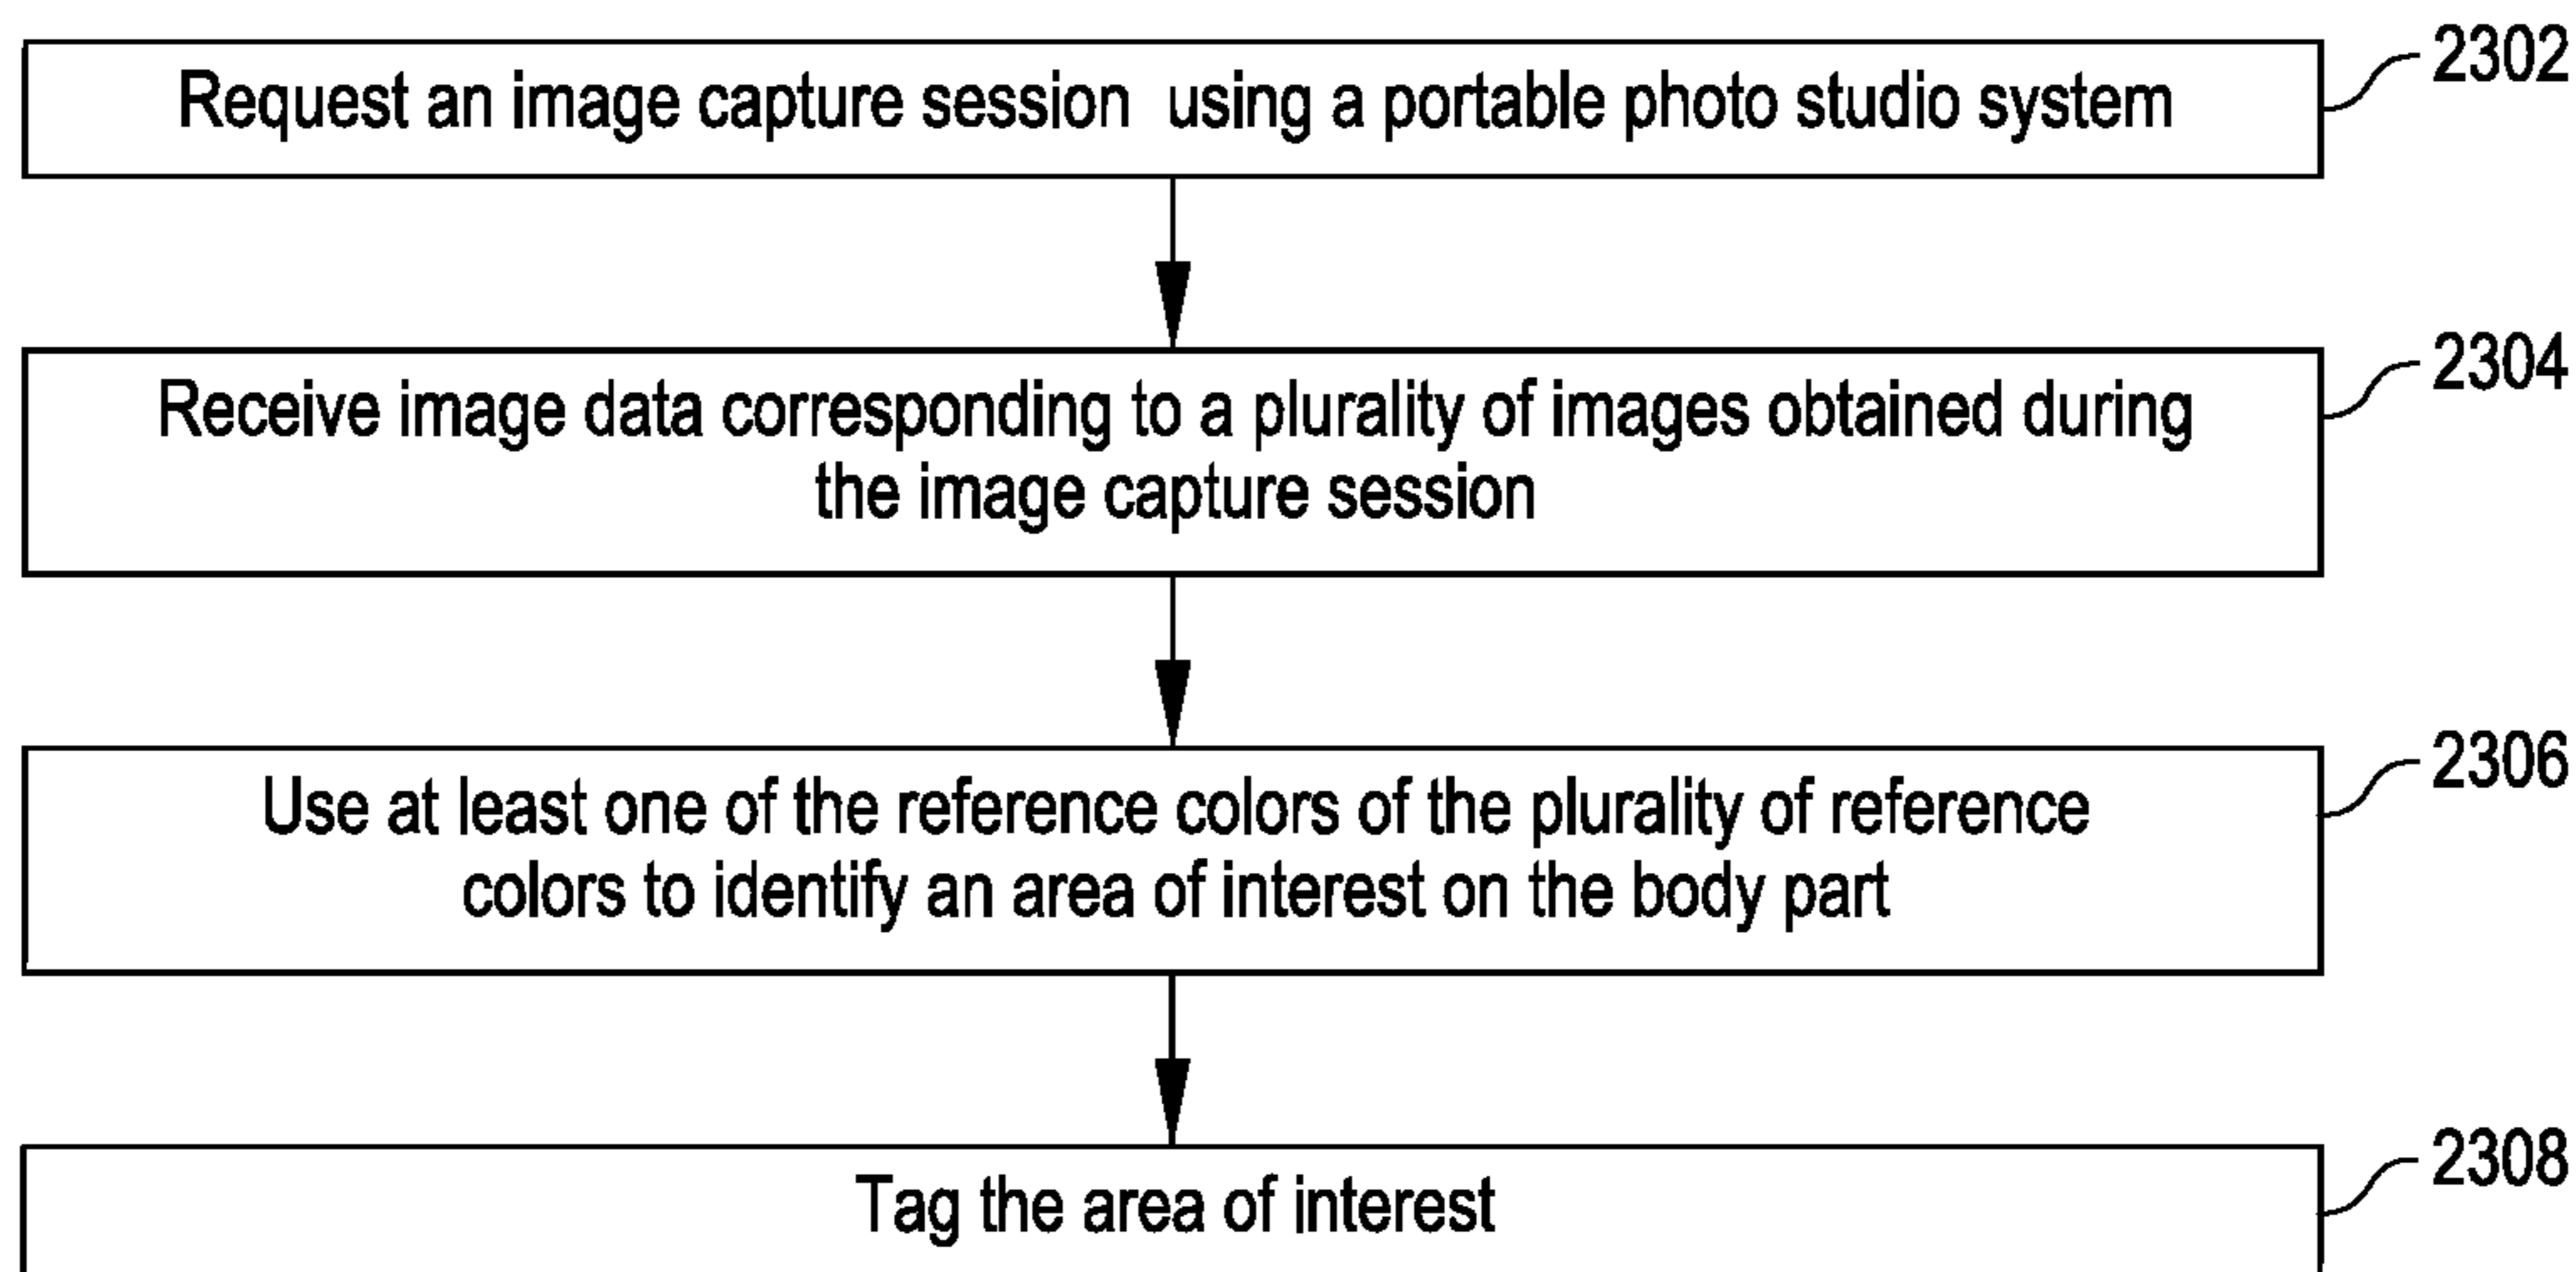 Request an image capture session using a portable photo studio system
2302
Receive image data corresponding to a plurality of images obtained during
the image capture session
2304
Use at least one of the reference colors of the plurality of reference
colors to identify an area of interest on the body part
2306
Tag the area of interest
2308